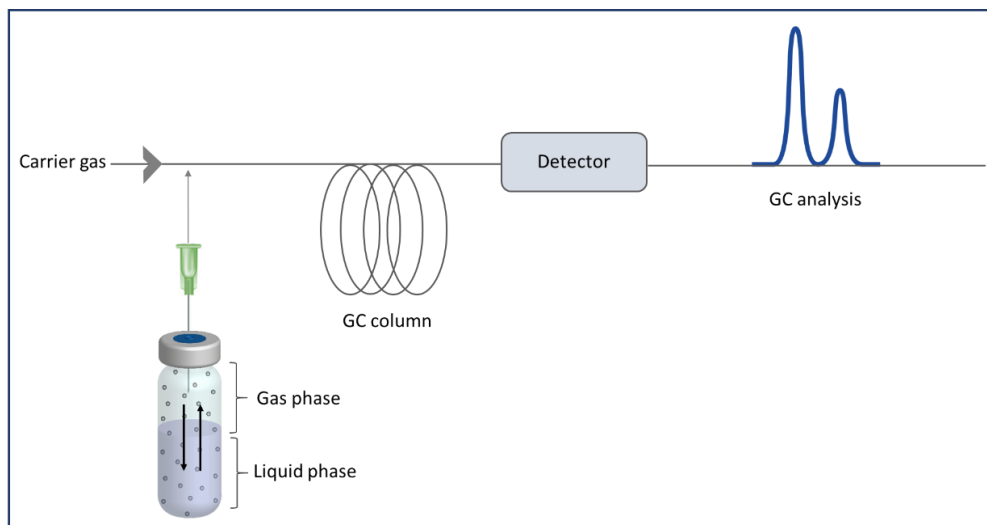 Carrier gas
Detector
GC analysis
GC column
Gas phase
Liquid phase